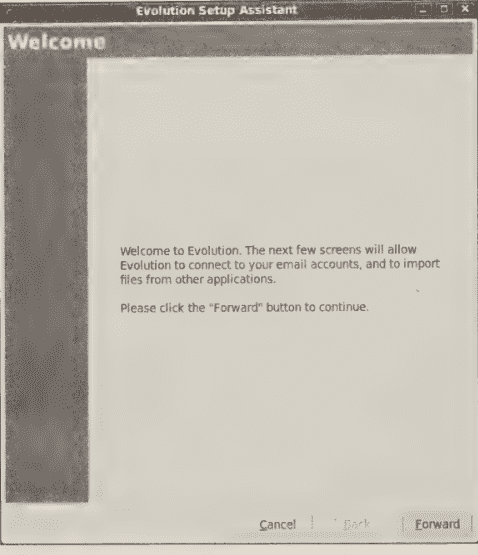 Evolution Setup Assistant
Welcome
Welcome to Evolution. The next few screens will allow
Evolution to connect to your email accounts, and to import
files from other applications.
Please click the "Forward" button to continue.
Cancel Back Forward